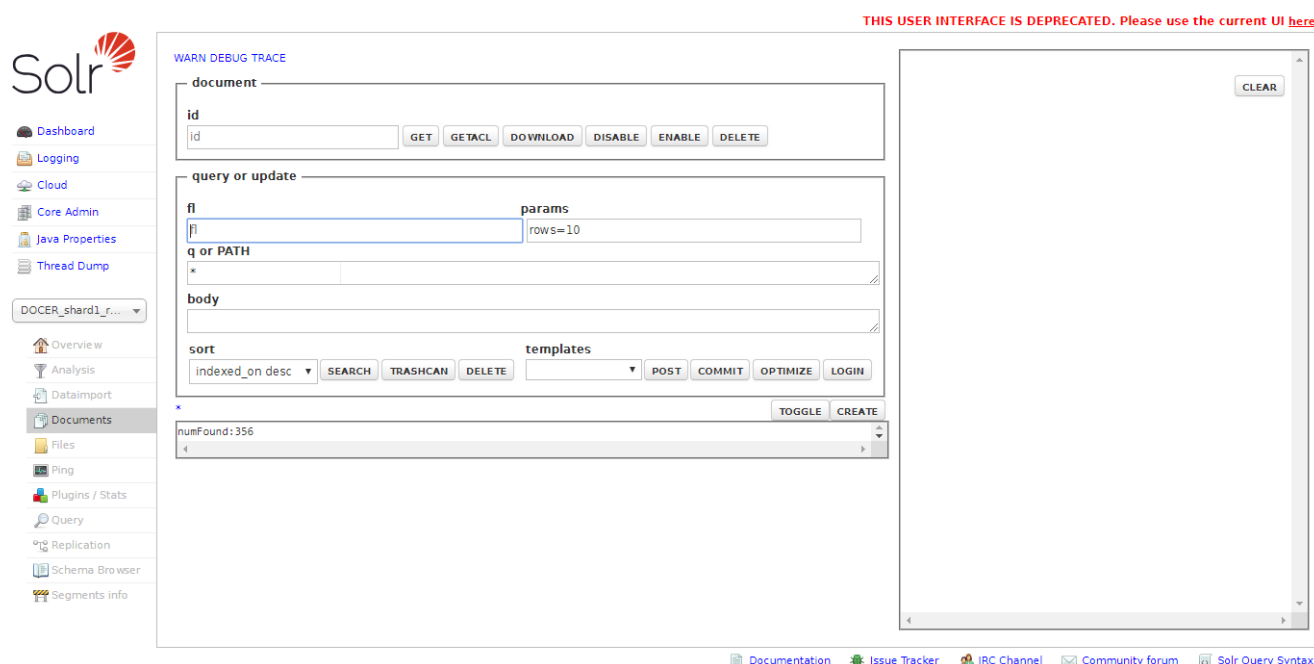 THIS USER INTERFACE IS DEPRECATED. Please use the current UI here
Solr
Dashboard
Logging
Cloud
Core Admin
Java Properties
Thread Dump
DOCER_shard1_r...
Overview
Analysis
Dataimport
Documents
Files
Ping
Plugins / Stats
Query
Replication
Schema Browser
Segments info
WARN DEBUG TRACE
document
id
id GET GETACL DOWNLOAD DISABLE ENABLE DELETE
query or update
fl params
fl rows=10
q or PATH
*
body
sort templates
indexed_on desc SEARCH TRASHCAN DELETE POST COMMIT OPTIMIZE LOGIN
* TOGGLE CREATE
numFound:356
CLEAR
Documentation Issue Tracker IRC Channel Community forum Solr Query Syntax